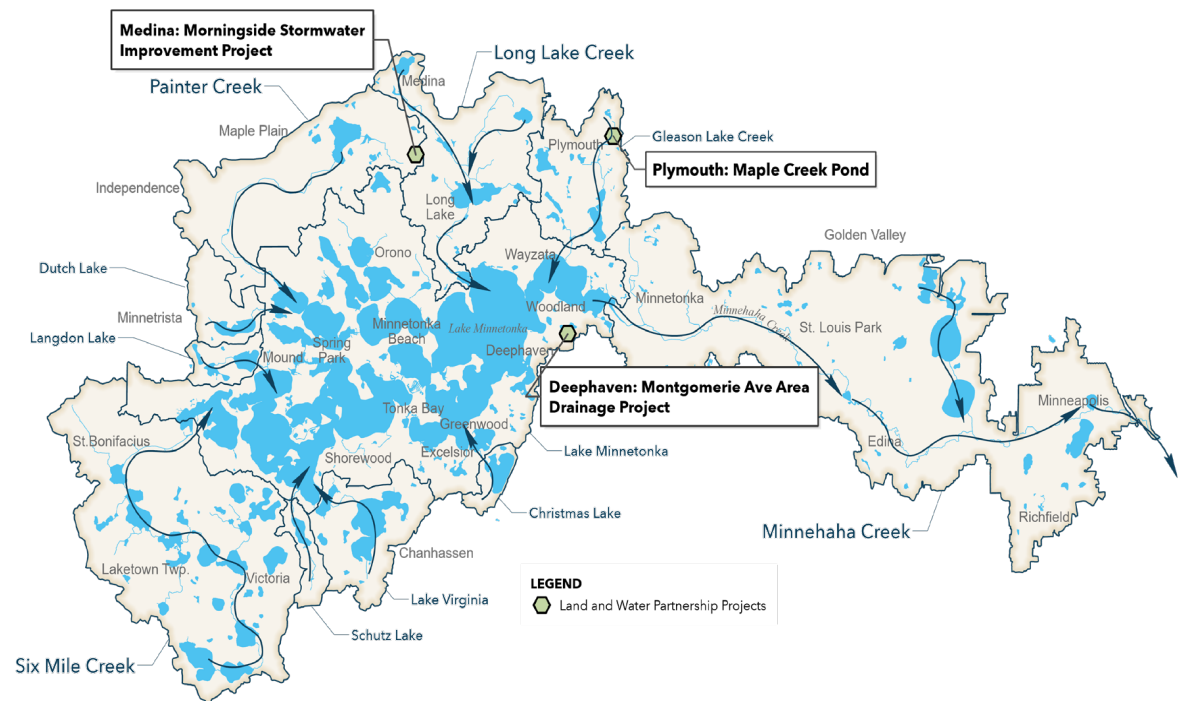 Medina: Morningside Stormwater
Improvement Project
Long Lake Creek
Painter Creek
Medina
Maple Plain
Gleason Lake Creek
Plymouth
Plymouth: Maple Creek Pond
Independence
Long
Lake
Golden Valley
Orono
Wayzata
Dutch Lake
Minnetonka
Woodland
Minnehaha
Minnetrista
Minnetonka
Beach
Lake Minnetonka
St. Louis Park
Langdon Lake
Spring
Park
Mound
Deephaven
Deephaven: Montgomerie Ave Area
Drainage Project
Minneapolis
Tonka Bay
Greenwood
St.Bonifacius
Edina
Excelsior
Lake Minnetonka
Shorewood
Christmas Lake
Richfield
Minnehaha Creek
Chanhassen
Laketown Twp.
Victoria
LEGEND
Land and Water Partnership Projects
Lake Virginia
Schutz Lake
Six Mile Creek